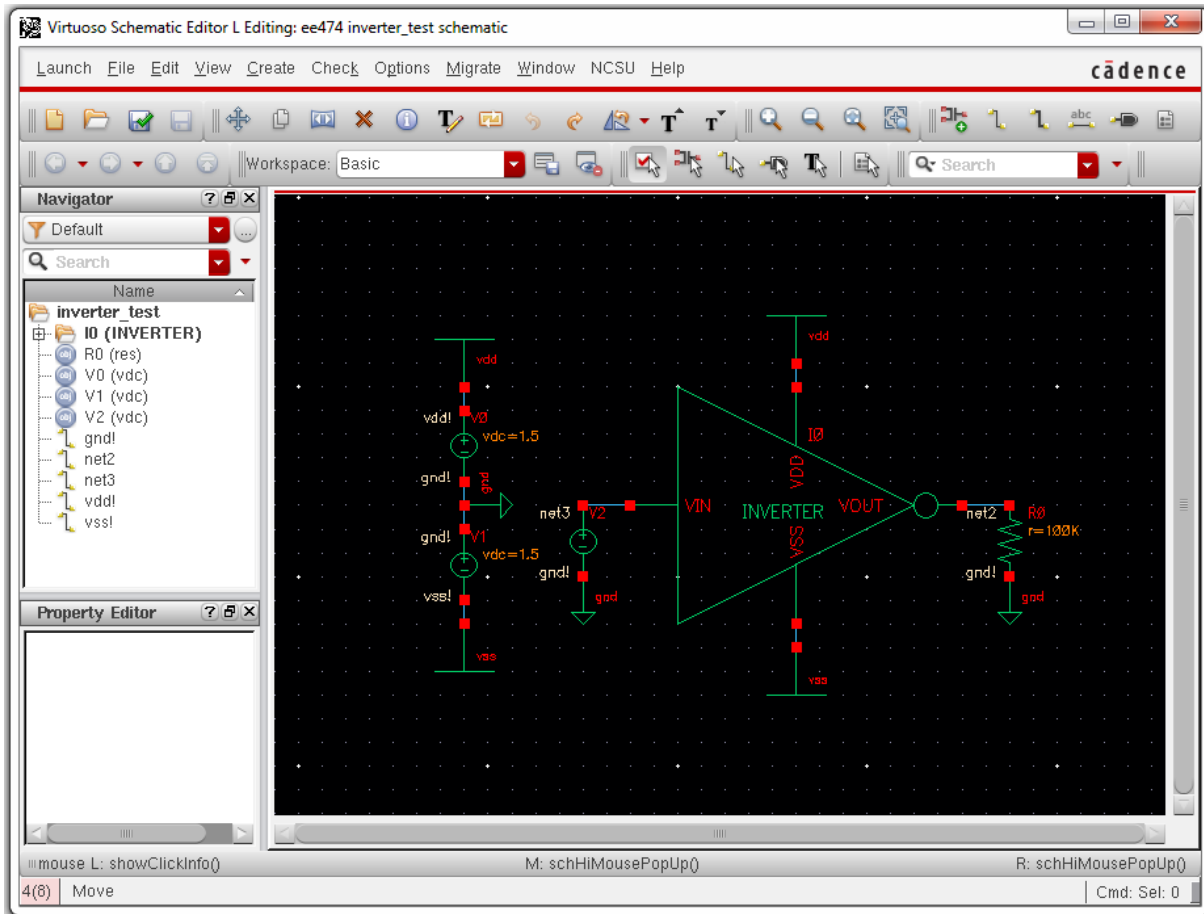 Virtuoso Schematic Editor L Editing: ee474 inverter_test schematic
Launch File Edit View Create Check Options Migrate Window NCSU Help
cādence
abc
Workspace: Basic
Search
Navigator
Default
Search
Name
inverter_test
I0 (INVERTER)
R0 (res)
V0 (vdc)
V1 (vdc)
V2 (vdc)
gnd!
net2
net3
vdd!
vss!
Property Editor
vdd
vdd
vdd! V0
vdc=1.5
I0
gnd! gnd
VDD
net3 V2
VIN INVERTER VOUT
net2 R0
r=100K
gnd! V1
vdc=1.5
VSS
gnd!
gnd!
vss!
gnd
gnd
vss
vss
mouse L: showClickInfo() M: schHiMousePopUp() R: schHiMousePopUp()
4(8) Move Cmd: Sel: 0